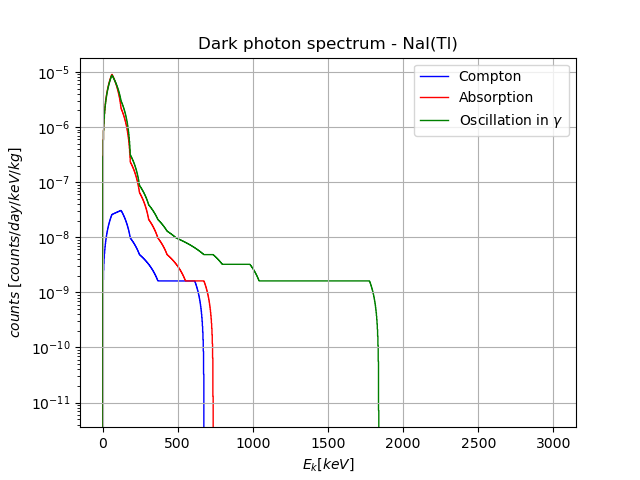 Dark photon spectrum - NaI(Tl)
Compton
Absorption
Oscillation in γ
counts [counts/day/keV/kg]
10⁻⁵
10⁻⁶
10⁻⁷
10⁻⁸
10⁻⁹
10⁻¹⁰
10⁻¹¹
0 500 1000 1500 2000 2500 3000
E_k[keV]